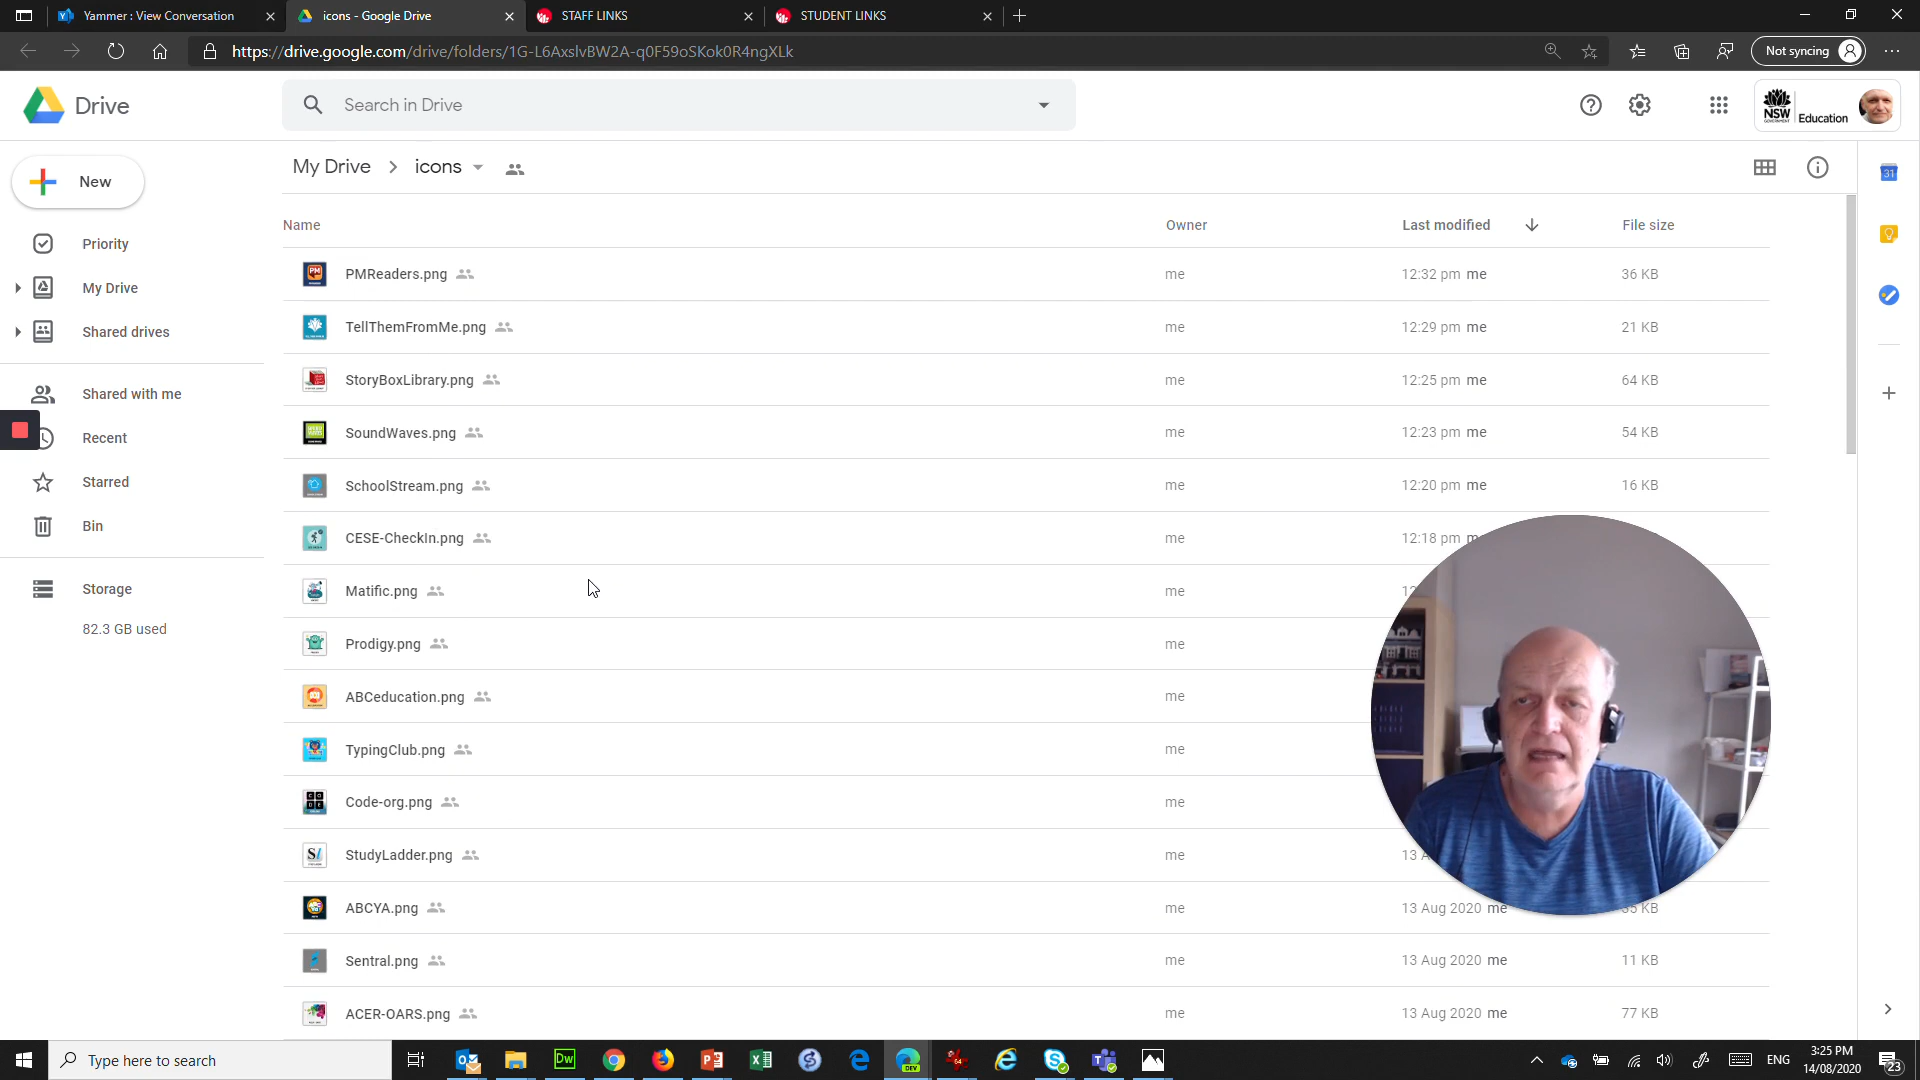 Yammer : View Conversation
icons - Google Drive
STAFF LINKS
STUDENT LINKS
https://drive.google.com/drive/folders/1G-L6AxslvBW2A-q0F59oSKok0R4ngXLk
Not syncing
Drive
Search in Drive
NSW
GOVERNMENT
Education
New
My Drive
icons
31
Name
Owner
Last modified
File size
Priority
My Drive
Shared drives
Shared with me
Recent
Starred
Bin
Storage
82.3 GB used
PMReaders.png me 12:32 pm me 36 KB
TellThemFromMe.png me 12:29 pm me 21 KB
StoryBoxLibrary.png me 12:25 pm me 64 KB
SoundWaves.png me 12:23 pm me 54 KB
SchoolStream.png me 12:20 pm me 16 KB
CESE-CheckIn.png me 12:18 pm
Matific.png me
Prodigy.png me
ABCeducation.png me
TypingClub.png me
Code-org.png me
StudyLadder.png me 13
ABCYA.png me 13 Aug 2020 me KB
Sentral.png me 13 Aug 2020 me 11 KB
ACER-OARS.png me 13 Aug 2020 me 77 KB
Type here to search
Dw
DEV
ENG
3:25 PM
14/08/2020
23